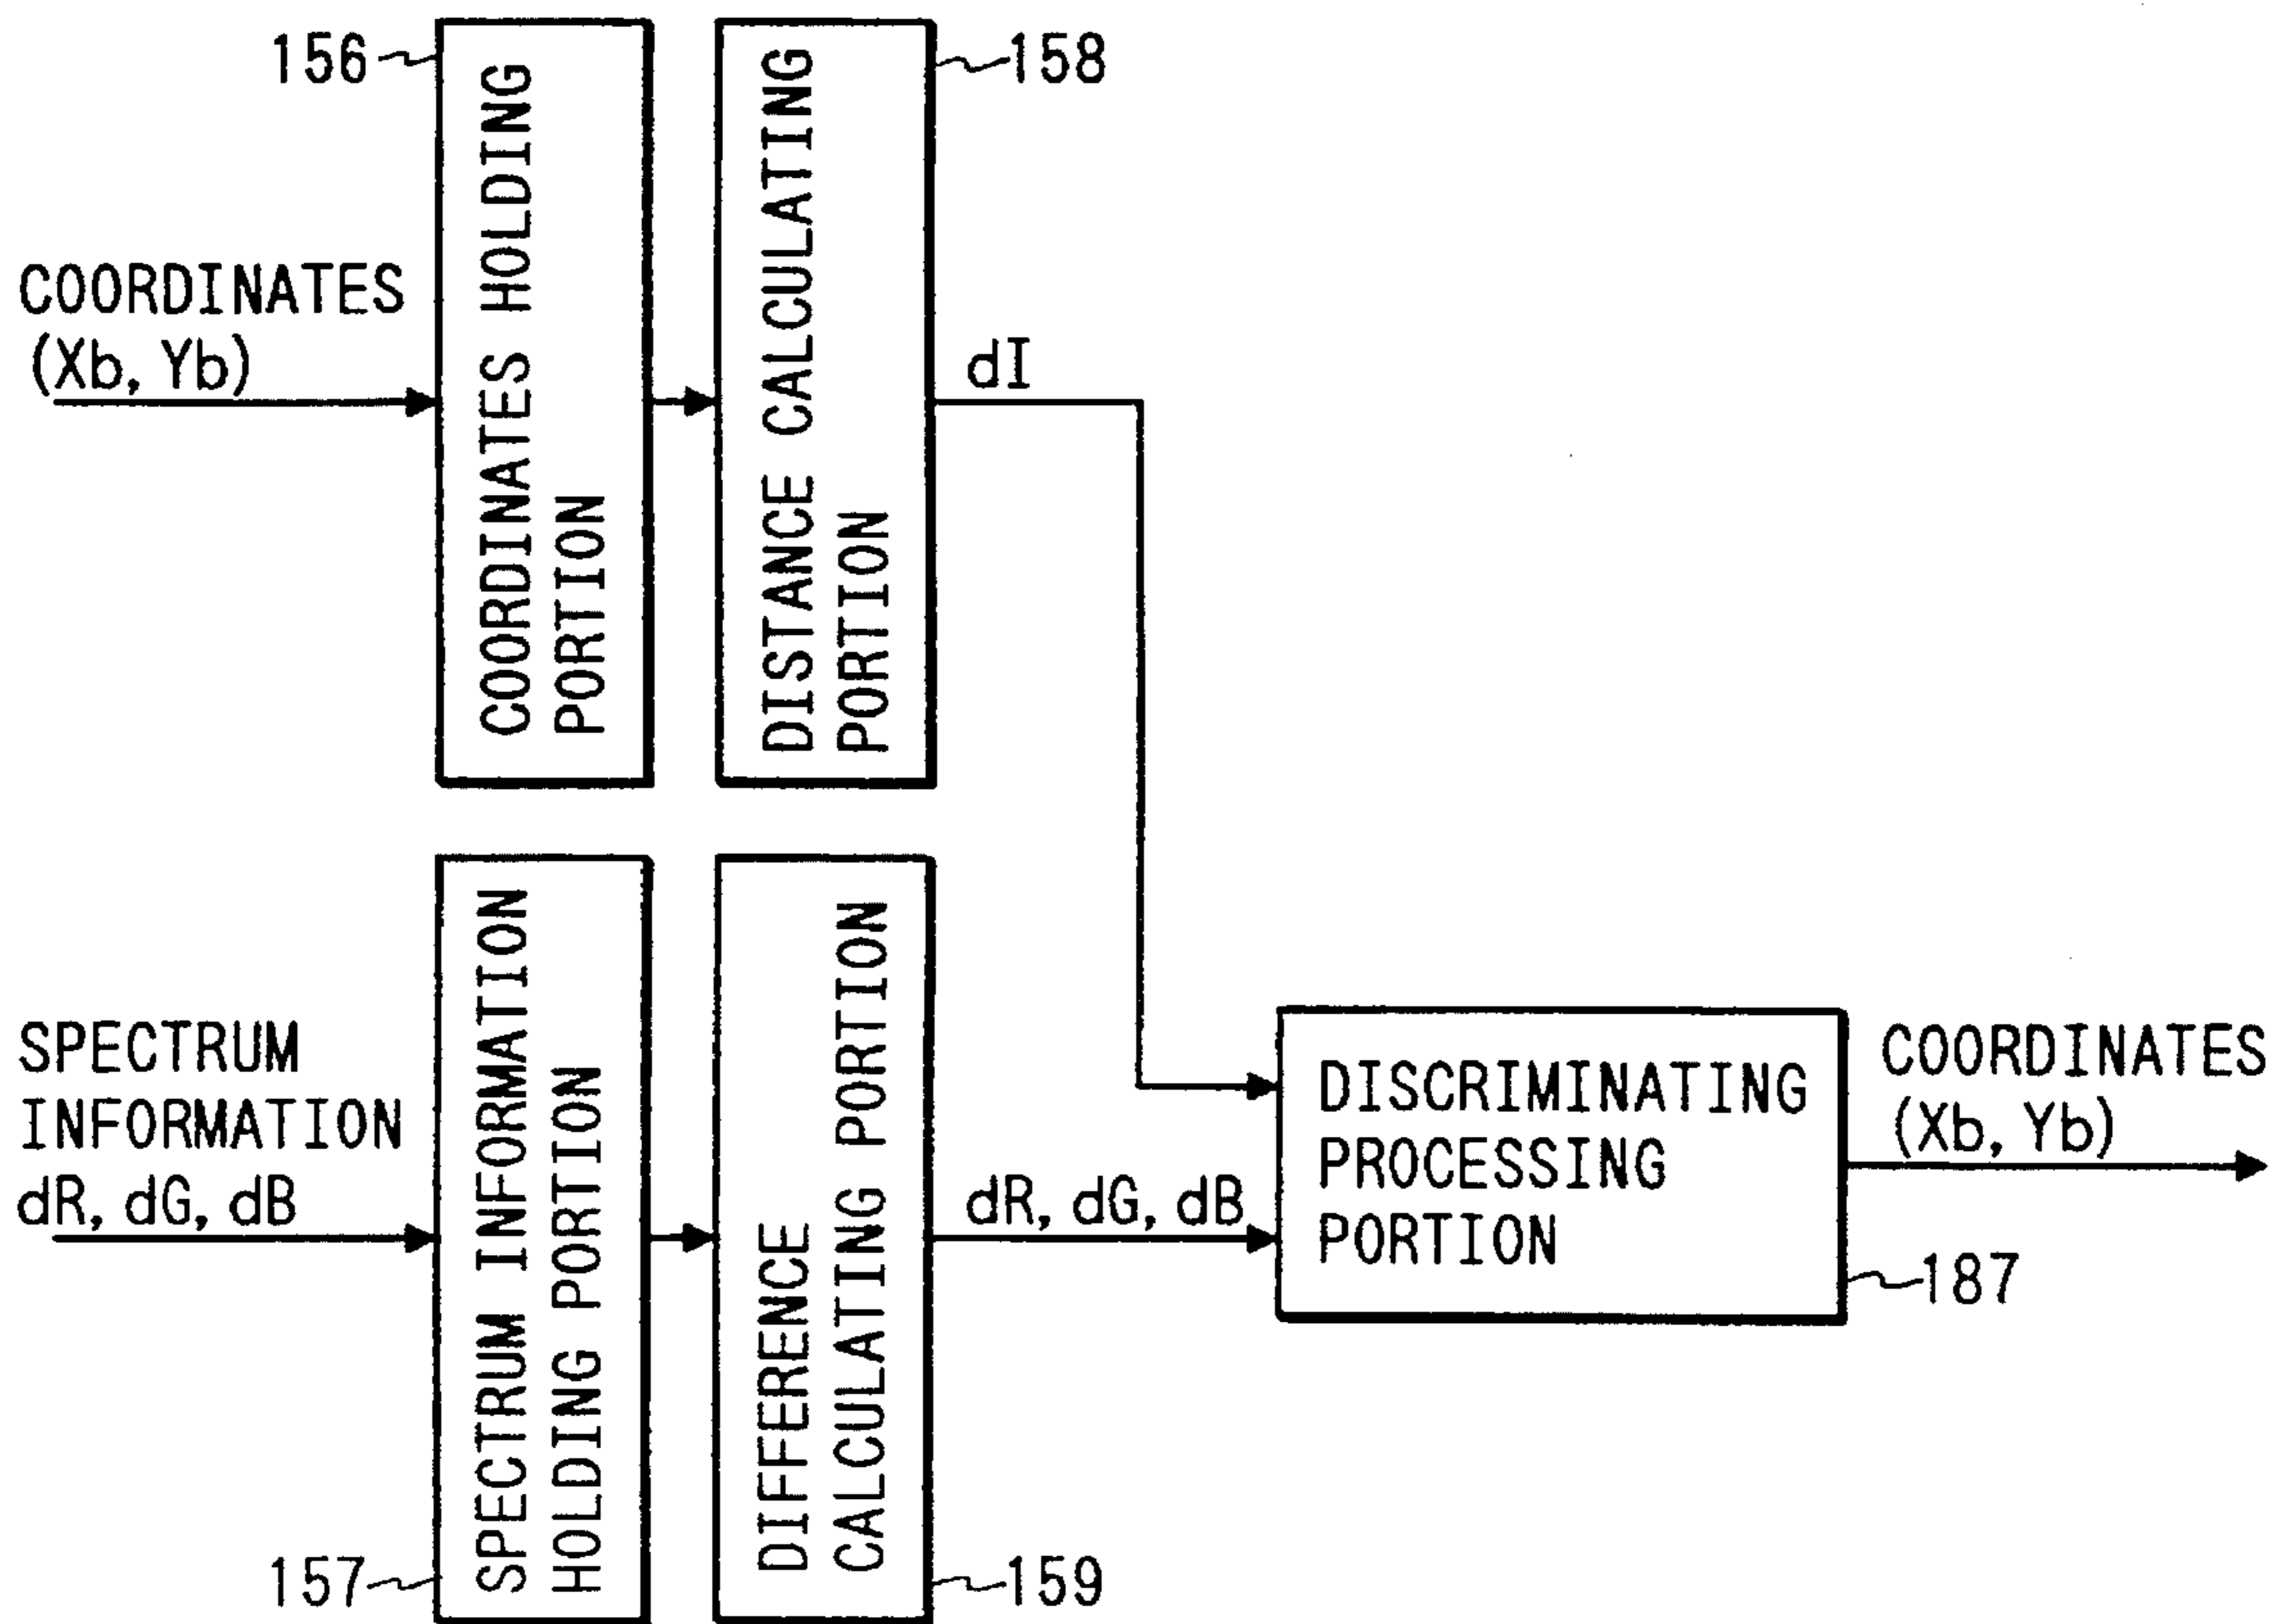 156
COORDINATES HOLDING
PORTION
DISTANCE CALCULATING
PORTION
158
COORDINATES
(Xb, Yb)
dI
SPECTRUM
INFORMATION
dR, dG, dB
SPECTRUM INFORMATION
HOLDING PORTION
157
DIFFERENCE
CALCULATING PORTION
159
dR, dG, dB
DISCRIMINATING
PROCESSING
PORTION
187
COORDINATES
(Xb, Yb)